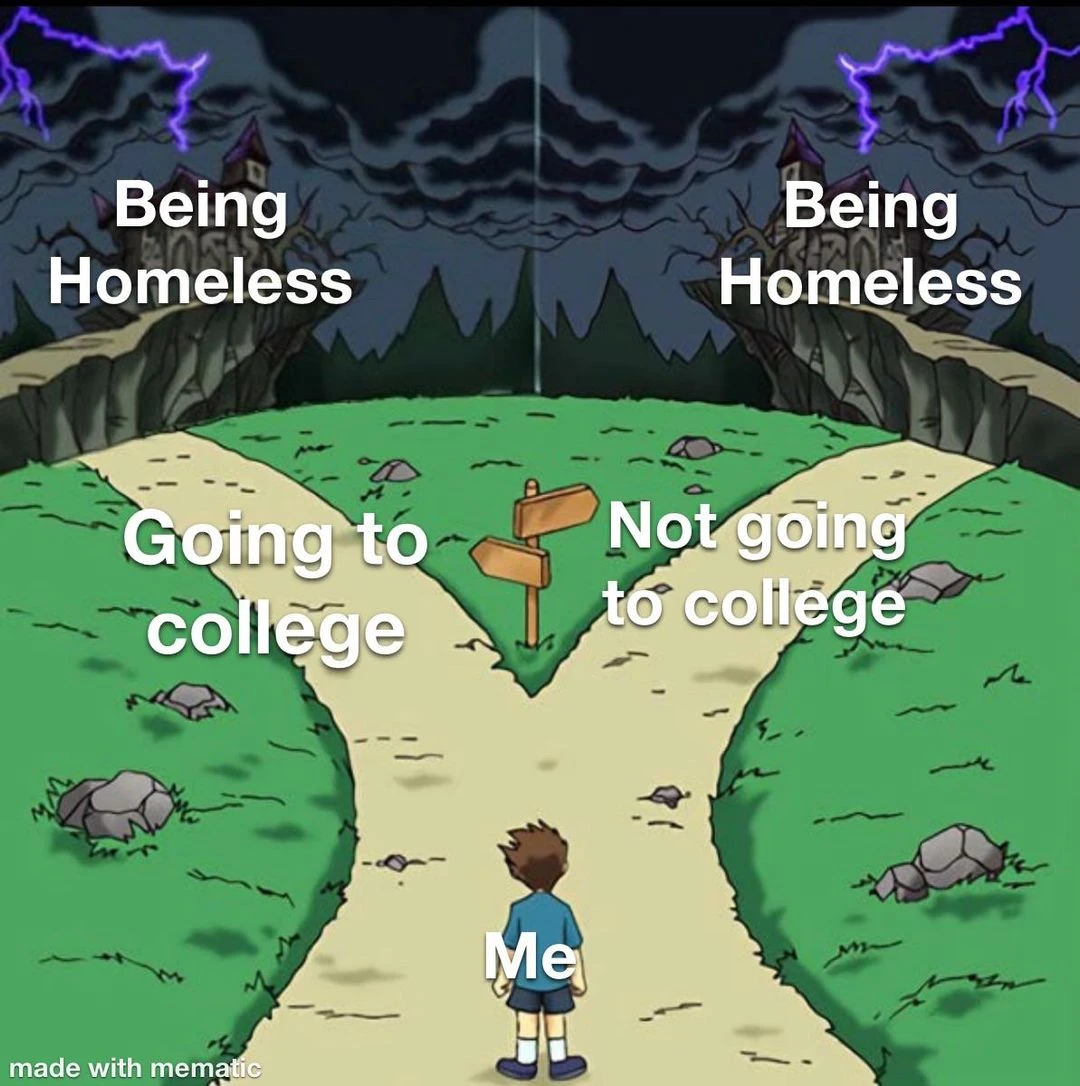 Being
Homeless
Being
Homeless
Going to
college
Not going
to college
Me
made with mematic